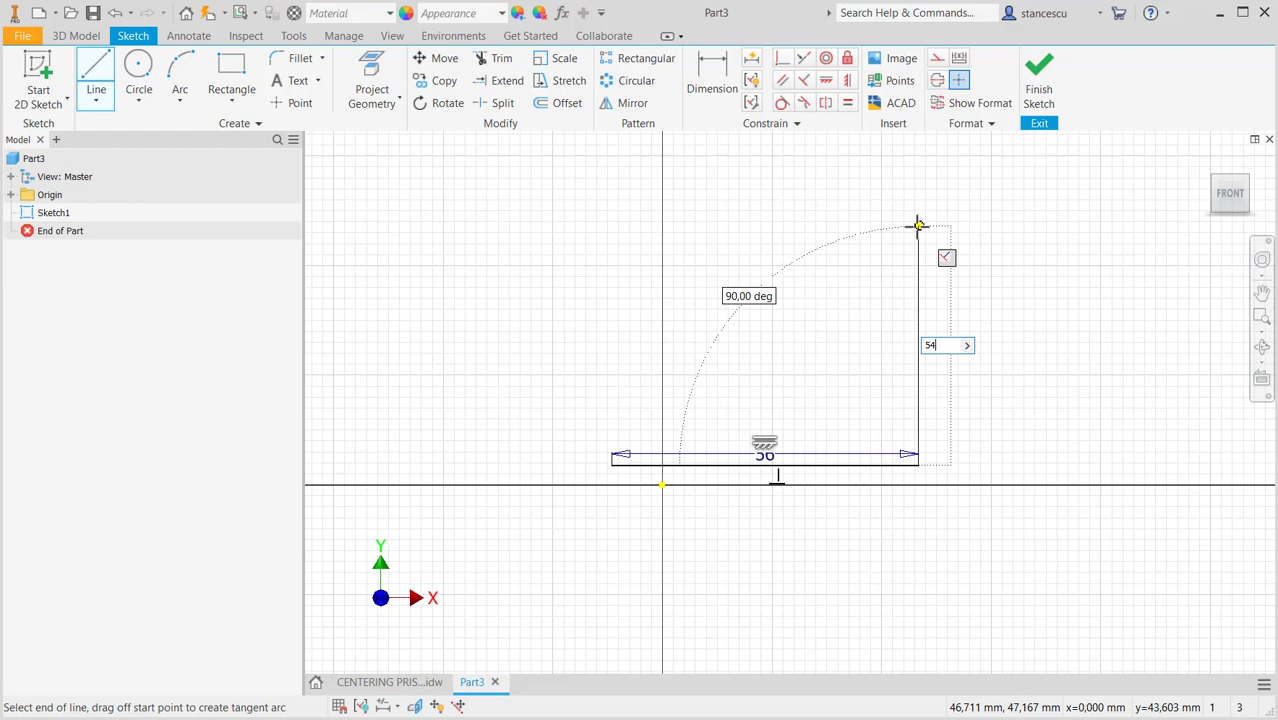 PRO
Material
Appearance
fx
Part3
Search Help & Commands...
stancescu
File
3D Model
Sketch
Annotate
Inspect
Tools
Manage
View
Environments
Get Started
Collaborate
Start
2D Sketch
Line
Circle
Arc
Rectangle
Fillet
Text
Point
Project
Geometry
Move
Copy
Rotate
Trim
Extend
Split
Scale
Stretch
Offset
Rectangular
Circular
Mirror
Dimension
Image
Points
ACAD
Show Format
Finish
Sketch
Sketch
Create
Modify
Pattern
Constrain
Insert
Format
Exit
Model
Part3
View: Master
Origin
Sketch1
End of Part
FRONT
90,00 deg
54
56
Y
X
CENTERING PRIS...idw
Part3
Select end of line, drag off start point to create tangent arc
46,711 mm, 47,167 mm
x=0,000 mm
y=43,603 mm
1
3